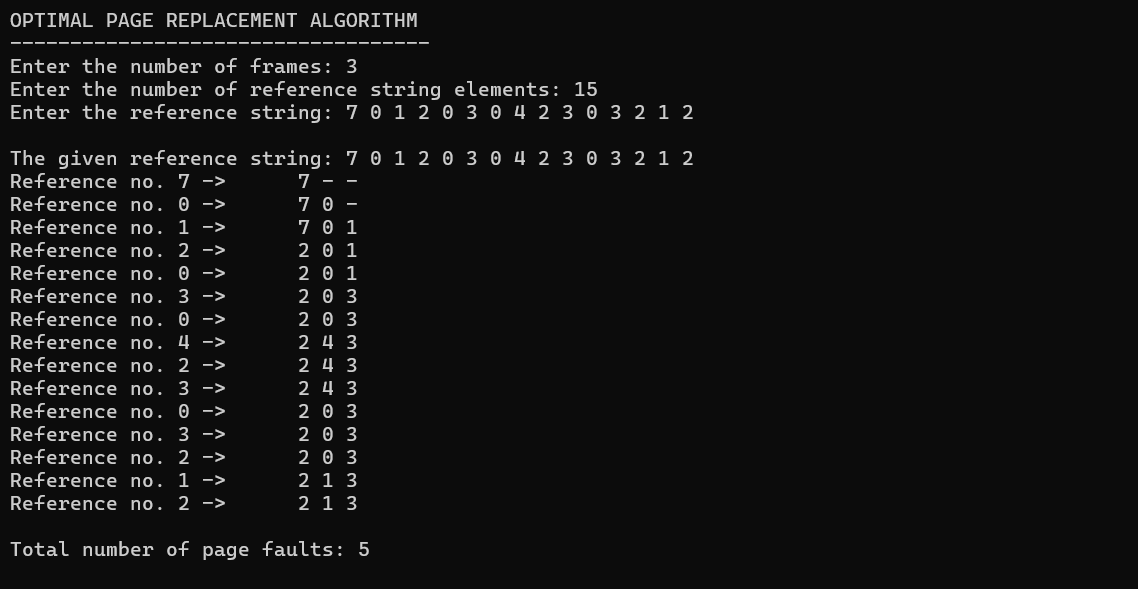 OPTIMAL PAGE REPLACEMENT ALGORITHM
-----------------------------------
Enter the number of frames: 3
Enter the number of reference string elements: 15
Enter the reference string: 7 0 1 2 0 3 0 4 2 3 0 3 2 1 2

The given reference string: 7 0 1 2 0 3 0 4 2 3 0 3 2 1 2
Reference no. 7 ->      7 - -
Reference no. 0 ->      7 0 -
Reference no. 1 ->      7 0 1
Reference no. 2 ->      2 0 1
Reference no. 0 ->      2 0 1
Reference no. 3 ->      2 0 3
Reference no. 0 ->      2 0 3
Reference no. 4 ->      2 4 3
Reference no. 2 ->      2 4 3
Reference no. 3 ->      2 4 3
Reference no. 0 ->      2 0 3
Reference no. 3 ->      2 0 3
Reference no. 2 ->      2 0 3
Reference no. 1 ->      2 1 3
Reference no. 2 ->      2 1 3

Total number of page faults: 5